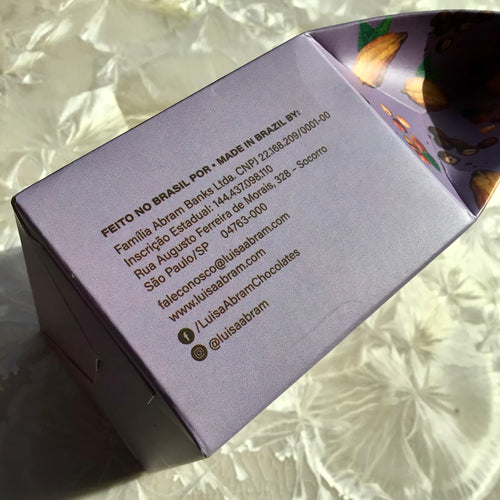 FEITO NO BRASIL POR • MADE IN BRAZIL BY:
Família Abram Banks Ltda. CNPJ 22.168.209/0001-00
Inscrição Estadual: 144.437.098.110
Rua Augusto Ferreira de Morais, 328 - Socorro
São Paulo/SP 04763-000
faleconosco@luisaabram.com
www.luisaabram.com
/LuisaAbramChocolates
@luisaabram